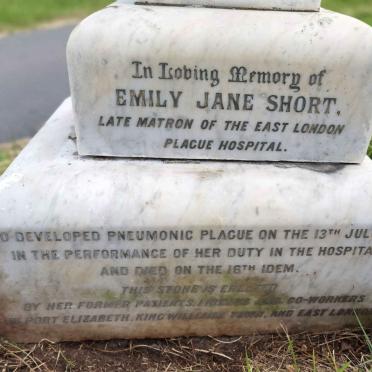 In Loving Memory of
EMILY JANE SHORT,
LATE MATRON OF THE EAST LONDON
PLAGUE HOSPITAL.
O DEVELOPED PNEUMONIC PLAGUE ON THE 13TH JUL
IN THE PERFORMANCE OF HER DUTY IN THE HOSPITA
AND DIED ON THE 16TH IDEM.
THIS STONE IS ERECTED
BY HER FORMER PATIENTS, FRIENDS AND CO-WORKERS
PORT ELIZABETH, KING WILLIAMS TOWN, AND EAST LON